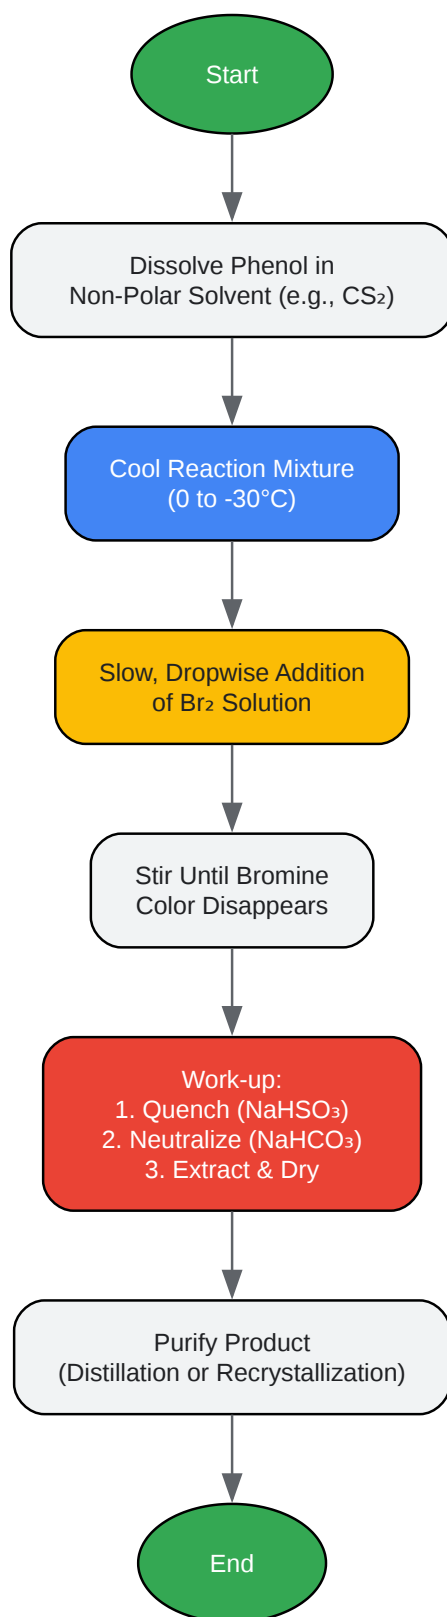 Start
Dissolve Phenol in
Non-Polar Solvent (e.g., CS₂)
Cool Reaction Mixture
(0 to -30°C)
Slow, Dropwise Addition
of Br₂ Solution
Stir Until Bromine
Color Disappears
Work-up:
1. Quench (NaHSO₃)
2. Neutralize (NaHCO₃)
3. Extract & Dry
Purify Product
(Distillation or Recrystallization)
End